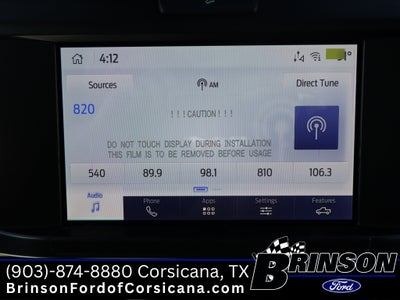 4:12
Sources
AM
Direct Tune
820
!!!CAUTION!!!
DO NOT TOUCH DISPLAY DURING INSTALLATION
THIS FILM IS TO BE REMOVED BEFORE USAGE
540 89.9 98.1 810 106.3
Audio Phone Apps Settings Features
(903)-874-8880 Corsicana, TX
BrinsonFordofCorsicana.com
BRINSON
Ford